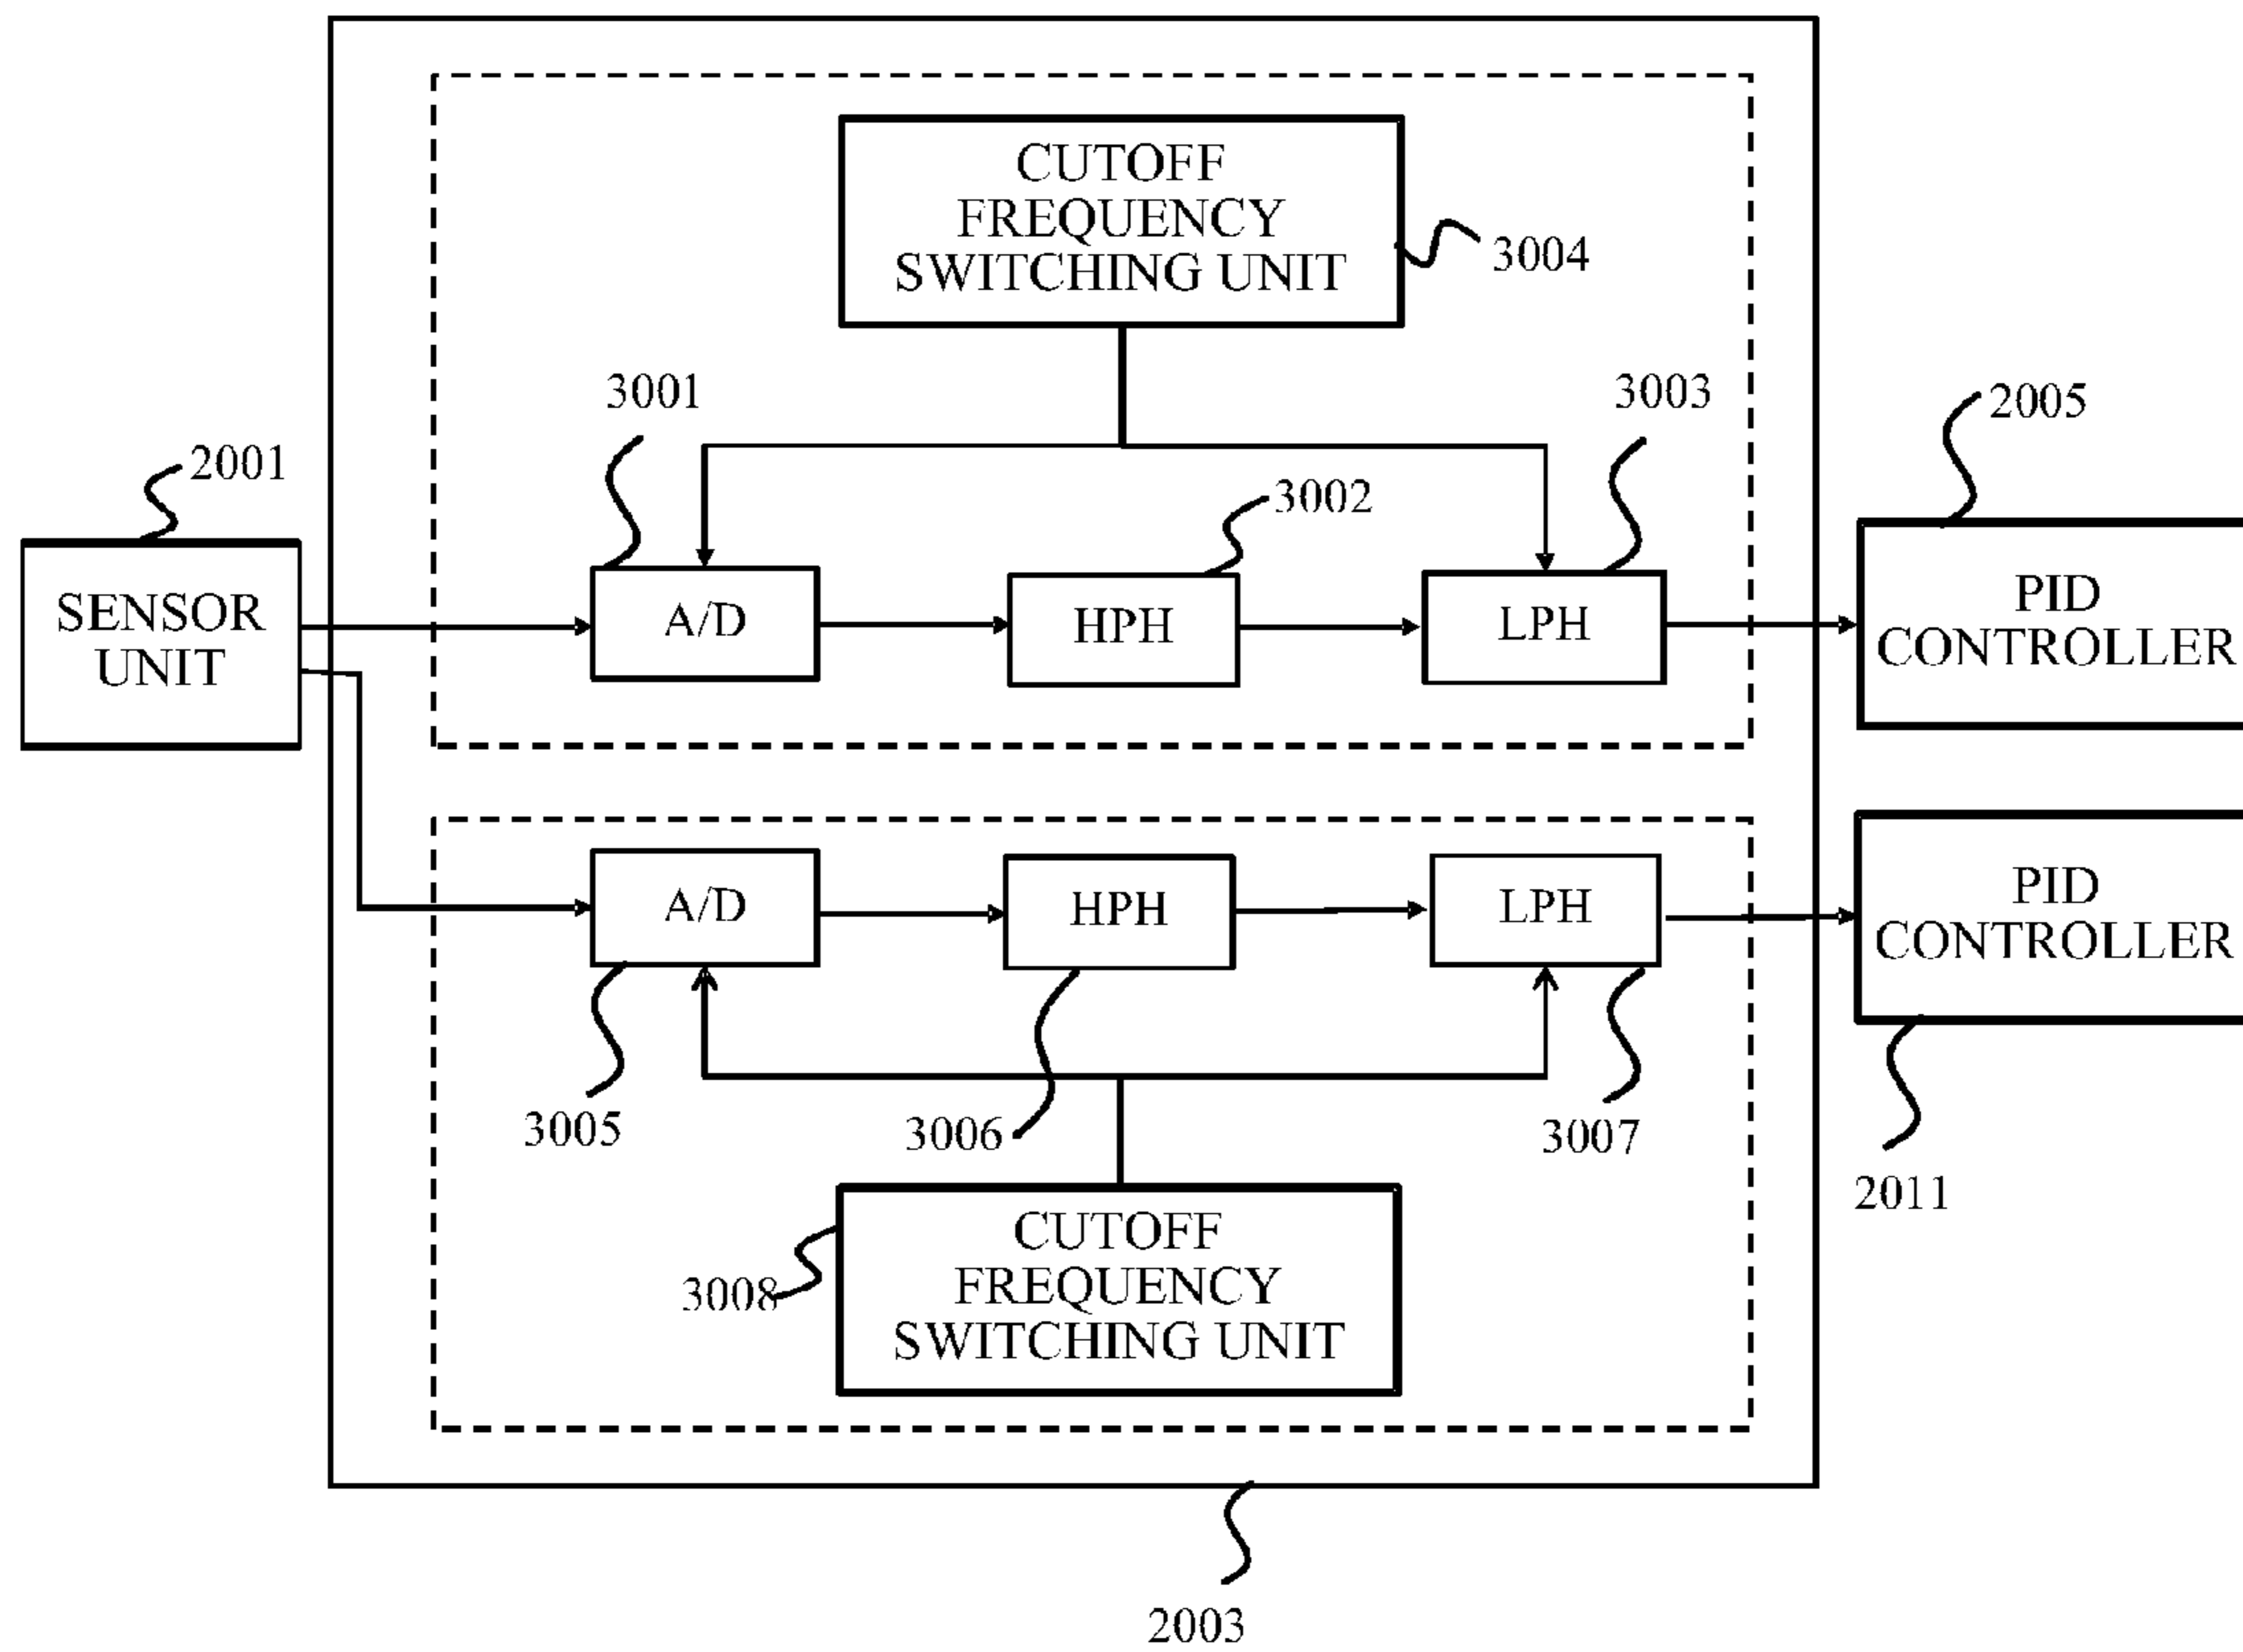 CUTOFF
FREQUENCY
SWITCHING UNIT
3004
3001
3003
2005
2001
3002
SENSOR
UNIT
A/D
HPH
LPH
PID
CONTROLLER
A/D
HPH
LPH
PID
CONTROLLER
3005
3006
3007
2011
CUTOFF
FREQUENCY
SWITCHING UNIT
3008
2003